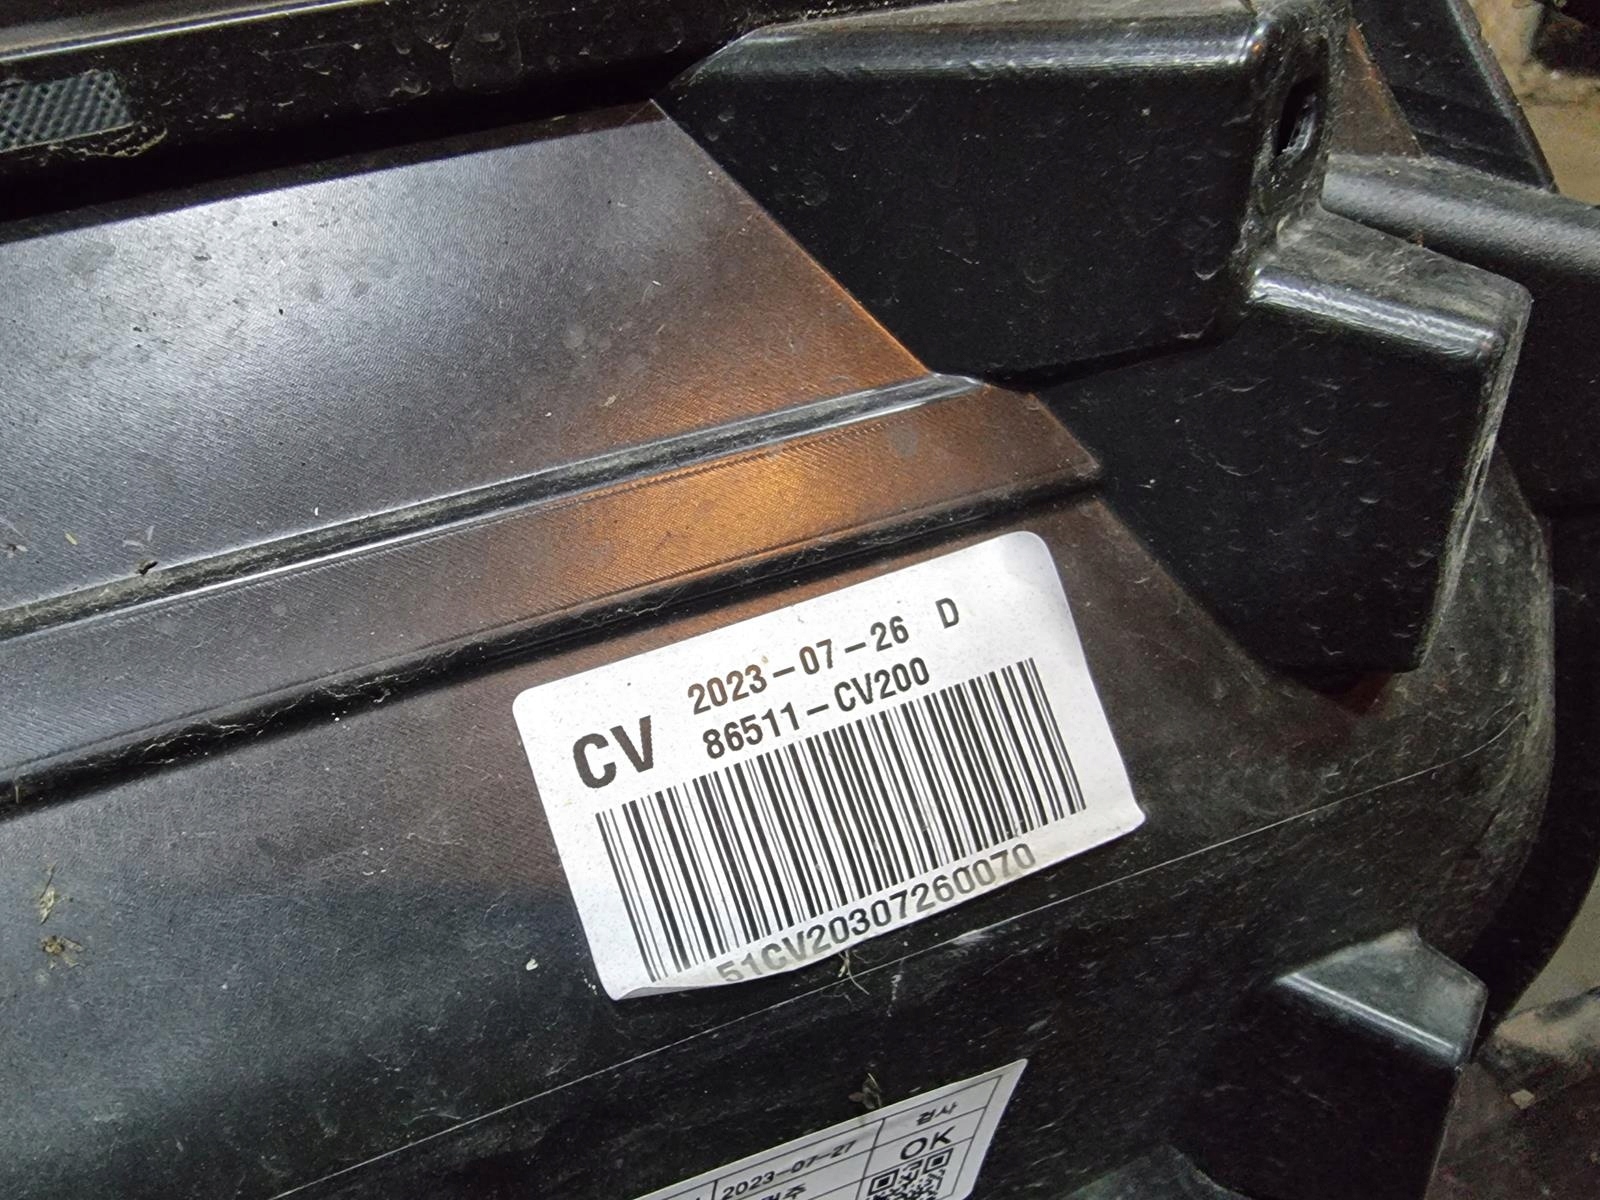 2023-07-26 D
CV 86511-CV200
51CV20307260070
검사
2023-07-27 OK